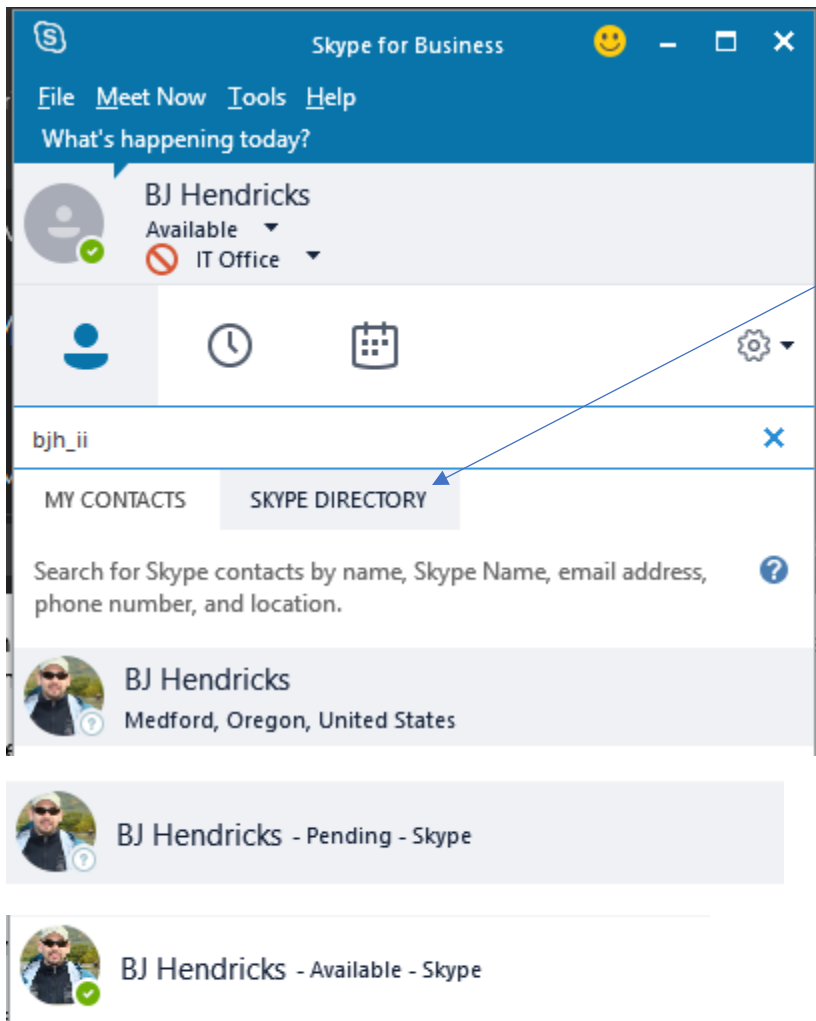 Skype for Business
File Meet Now Tools Help
What's happening today?
BJ Hendricks
Available
IT Office
bjh_ii
MY CONTACTS SKYPE DIRECTORY
Search for Skype contacts by name, Skype Name, email address,
phone number, and location.
BJ Hendricks
Medford, Oregon, United States
BJ Hendricks - Pending - Skype
BJ Hendricks - Available - Skype